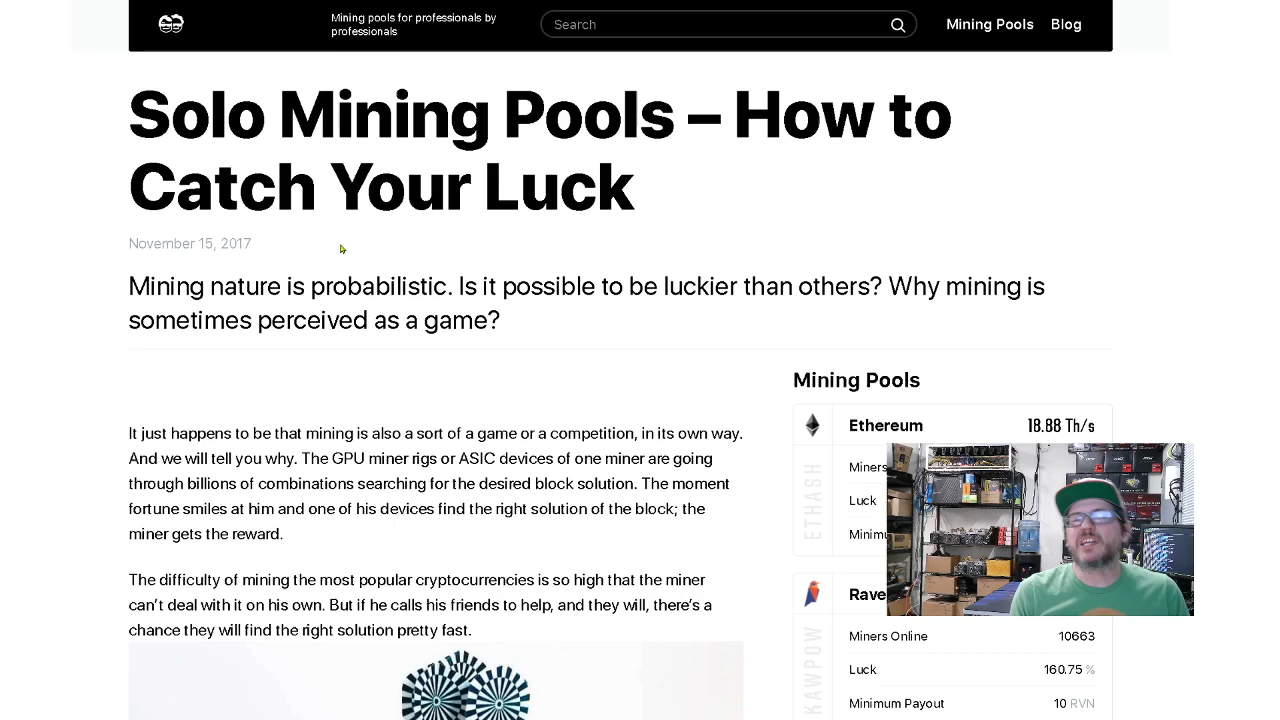 Mining pools for professionals by
professionals
Search
Mining Pools
Blog
Solo Mining Pools – How to
Catch Your Luck
November 15, 2017
Mining nature is probabilistic. Is it possible to be luckier than others? Why mining is
sometimes perceived as a game?
It just happens to be that mining is also a sort of a game or a competition, in its own way.
And we will tell you why. The GPU miner rigs or ASIC devices of one miner are going
through billions of combinations searching for the desired block solution. The moment
fortune smiles at him and one of his devices find the right solution of the block; the
miner gets the reward.
The difficulty of mining the most popular cryptocurrencies is so high that the miner
can’t deal with it on his own. But if he calls his friends to help, and they will, there’s a
chance they will find the right solution pretty fast.
Mining Pools
Ethereum 18.88 Th/s
ETHASH
Miners
Luck
Minimu
Rave
KAWPOW
Miners Online 10663
Luck 160.75 %
Minimum Payout 10 RVN